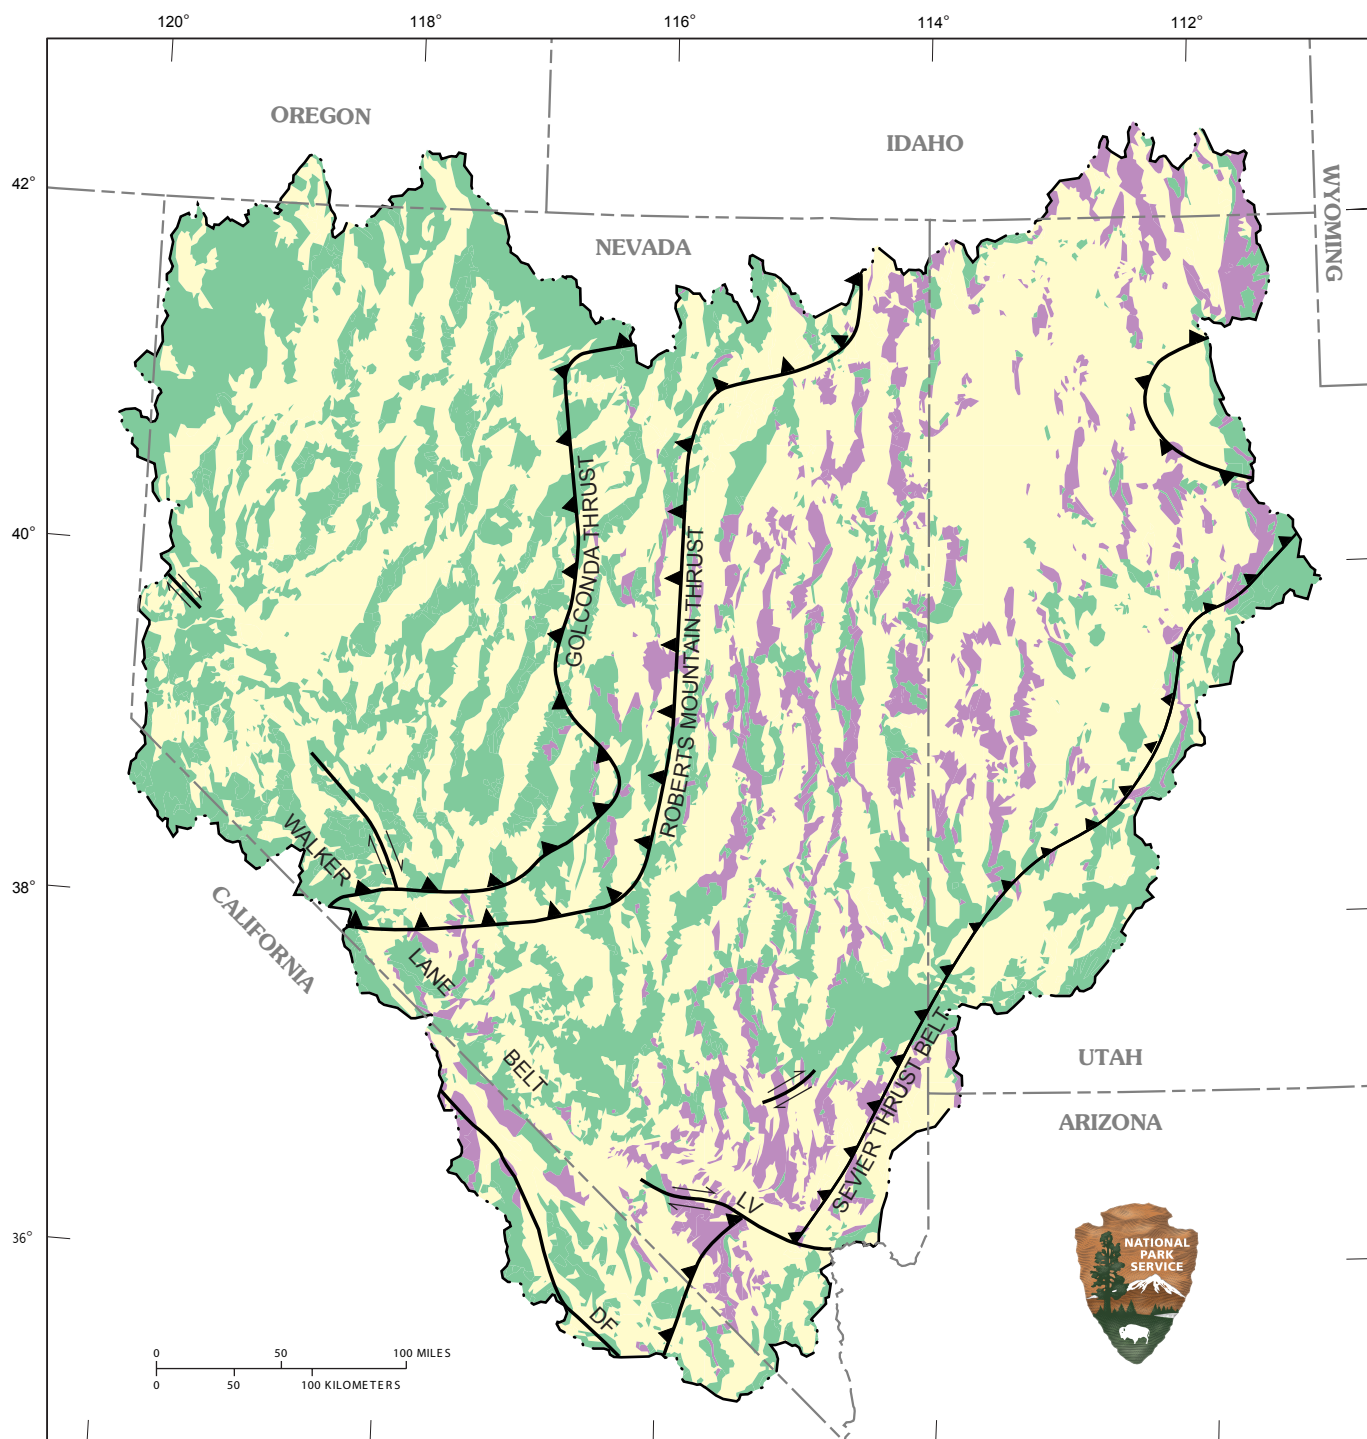 120°
118°
116°
114°
112°
OREGON
IDAHO
42°
WYOMING
NEVADA
40°
GOLCONDA THRUST
ROBERTS MOUNTAIN THRUST
38°
WALKER
CALIFORNIA
LANE
BELT
SEVIER THRUST BELT
UTAH
ARIZONA
LV
36°
NATIONAL
PARK
SERVICE
DF
0 50 100 MILES
0 50 100 KILOMETERS